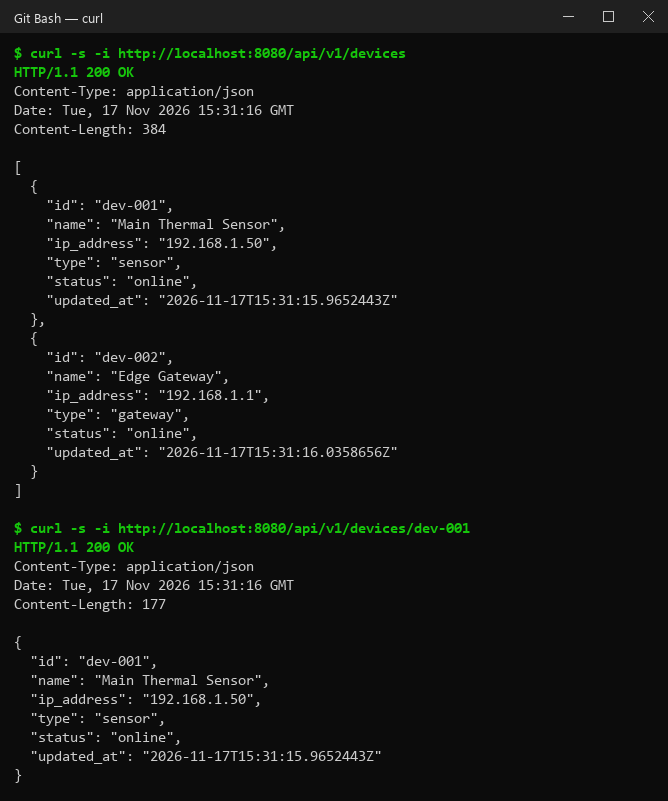 Git Bash — curl
$ curl -s -i http://localhost:8080/api/v1/devices
HTTP/1.1 200 OK
Content-Type: application/json
Date: Tue, 17 Nov 2026 15:31:16 GMT
Content-Length: 384

[
  {
    "id": "dev-001",
    "name": "Main Thermal Sensor",
    "ip_address": "192.168.1.50",
    "type": "sensor",
    "status": "online",
    "updated_at": "2026-11-17T15:31:15.9652443Z"
  },
  {
    "id": "dev-002",
    "name": "Edge Gateway",
    "ip_address": "192.168.1.1",
    "type": "gateway",
    "status": "online",
    "updated_at": "2026-11-17T15:31:16.0358656Z"
  }
]

$ curl -s -i http://localhost:8080/api/v1/devices/dev-001
HTTP/1.1 200 OK
Content-Type: application/json
Date: Tue, 17 Nov 2026 15:31:16 GMT
Content-Length: 177

{
  "id": "dev-001",
  "name": "Main Thermal Sensor",
  "ip_address": "192.168.1.50",
  "type": "sensor",
  "status": "online",
  "updated_at": "2026-11-17T15:31:15.9652443Z"
}